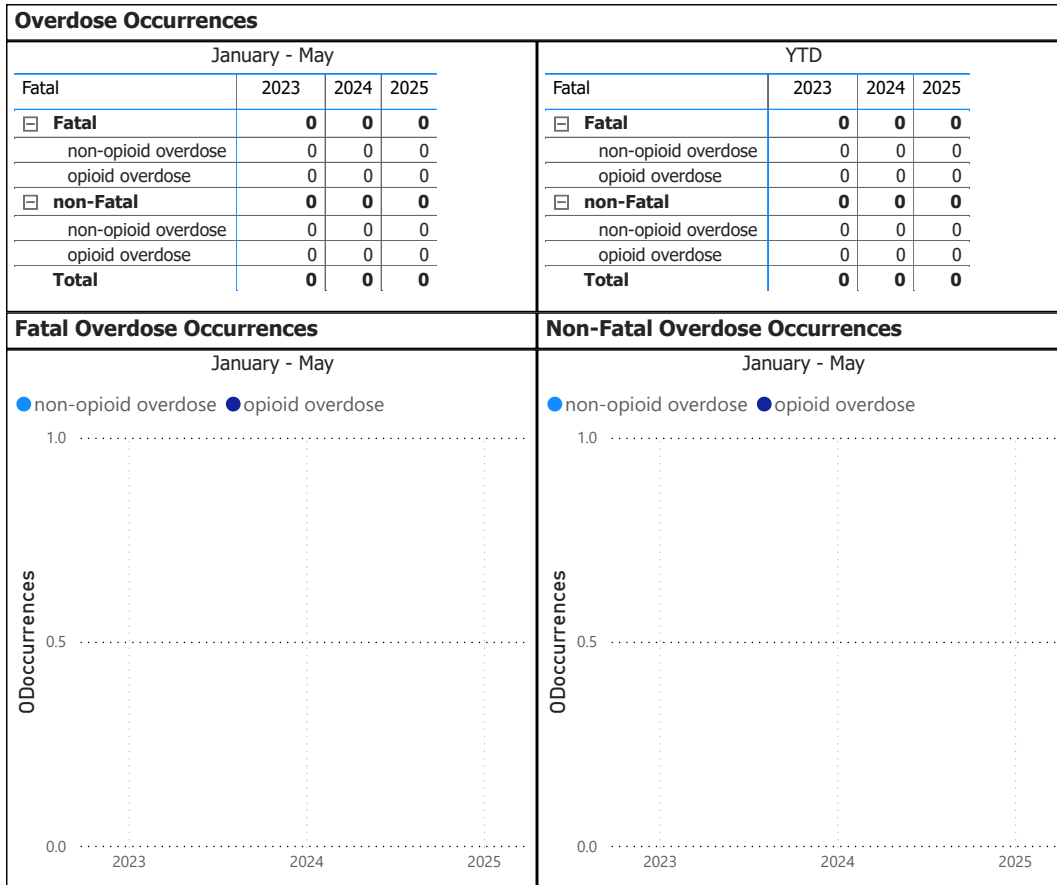 Overdose Occurrences
January - May
Fatal 2023 2024 2025
Fatal 0 0 0
non-opioid overdose 0 0 0
opioid overdose 0 0 0
non-Fatal 0 0 0
non-opioid overdose 0 0 0
opioid overdose 0 0 0
Total 0 0 0
YTD
Fatal 2023 2024 2025
Fatal 0 0 0
non-opioid overdose 0 0 0
opioid overdose 0 0 0
non-Fatal 0 0 0
non-opioid overdose 0 0 0
opioid overdose 0 0 0
Total 0 0 0
Fatal Overdose Occurrences
January - May
non-opioid overdose opioid overdose
1.0
0.5
0.0
ODoccurrences
2023 2024 2025
Non-Fatal Overdose Occurrences
January - May
non-opioid overdose opioid overdose
1.0
0.5
0.0
ODoccurrences
2023 2024 2025